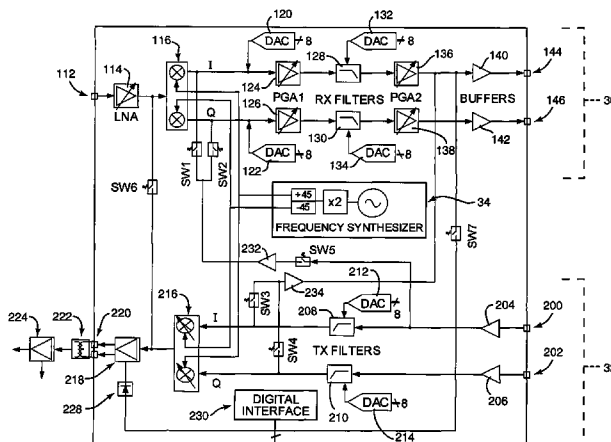 120
132
116
DAC
8
DAC
8
136
140
144
112
114
I
128
124
PGA1
RX FILTERS
PGA2
BUFFERS
LNA
126
146
Q
130
138
142
SW1
SW2
DAC
8
122
134
DAC
8
SW6
+45
-45
x2
34
FREQUENCY SYNTHESIZER
SW7
232
SW5
212
216
SW3
234
DAC
8
224
222
220
I
208
204
200
TX FILTERS
SW4
202
218
Q
228
230
DIGITAL
INTERFACE
210
DAC
8
214
206